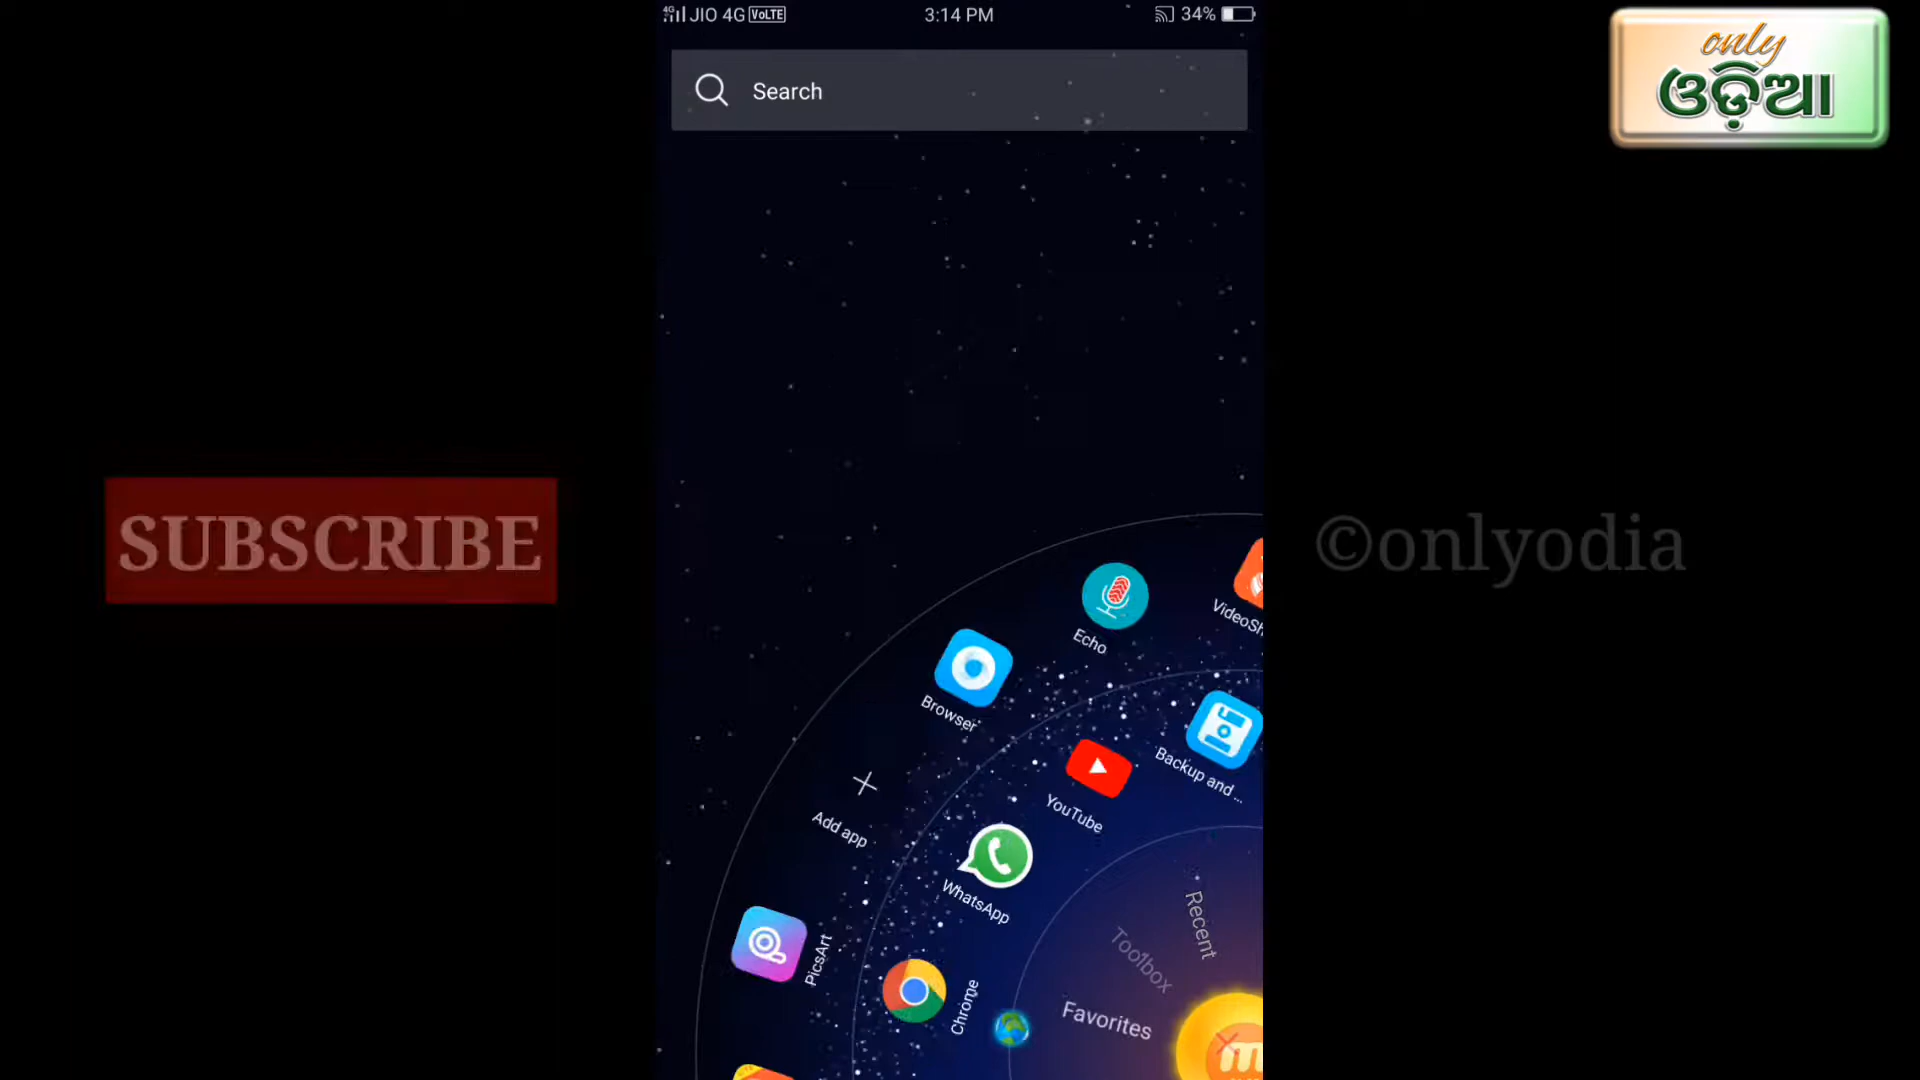 JIO 4G VoLTE
3:14 PM
34%
Search
only
ଓଡ଼ିଆ
SUBSCRIBE
©onlyodia
Echo
VideoSh
Browser
Backup and ...
YouTube
Add app
WhatsApp
Recent
Toolbox
PicsArt
Chrome
Favorites